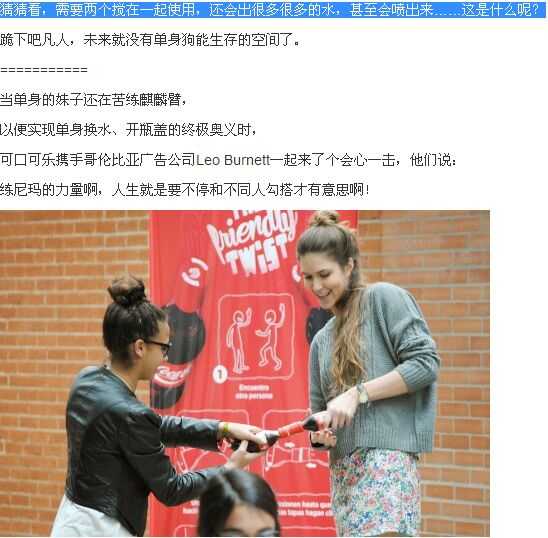 猜猜看，需要两个搅在一起使用，还会出很多很多的水，甚至会喷出来……这是什么呢？
跪下吧凡人，未来就没有单身狗能生存的空间了。
===========
当单身的妹子还在苦练麒麟臂，
以便实现单身换水、开瓶盖的终极奥义时，
可口可乐携手哥伦比亚广告公司Leo Burnett一起来了个会心一击，他们说：
练尼玛的力量啊，人生就是要不停和不同人勾搭才有意思啊！
friendly
TWIST
1
Encuentra
otra persona